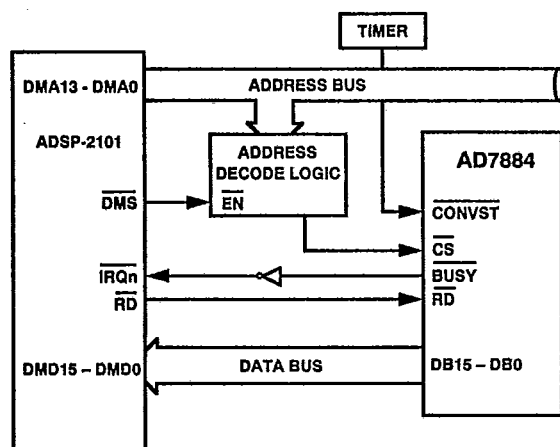 TIMER
DMA13 - DMA0
ADDRESS BUS
ADSP-2101
ADDRESS
DECODE LOGIC
AD7884
DMS
EN
CONVST
CS
IRQn
BUSY
RD
RD
DMD15 – DMD0
DATA BUS
DB15 – DB0